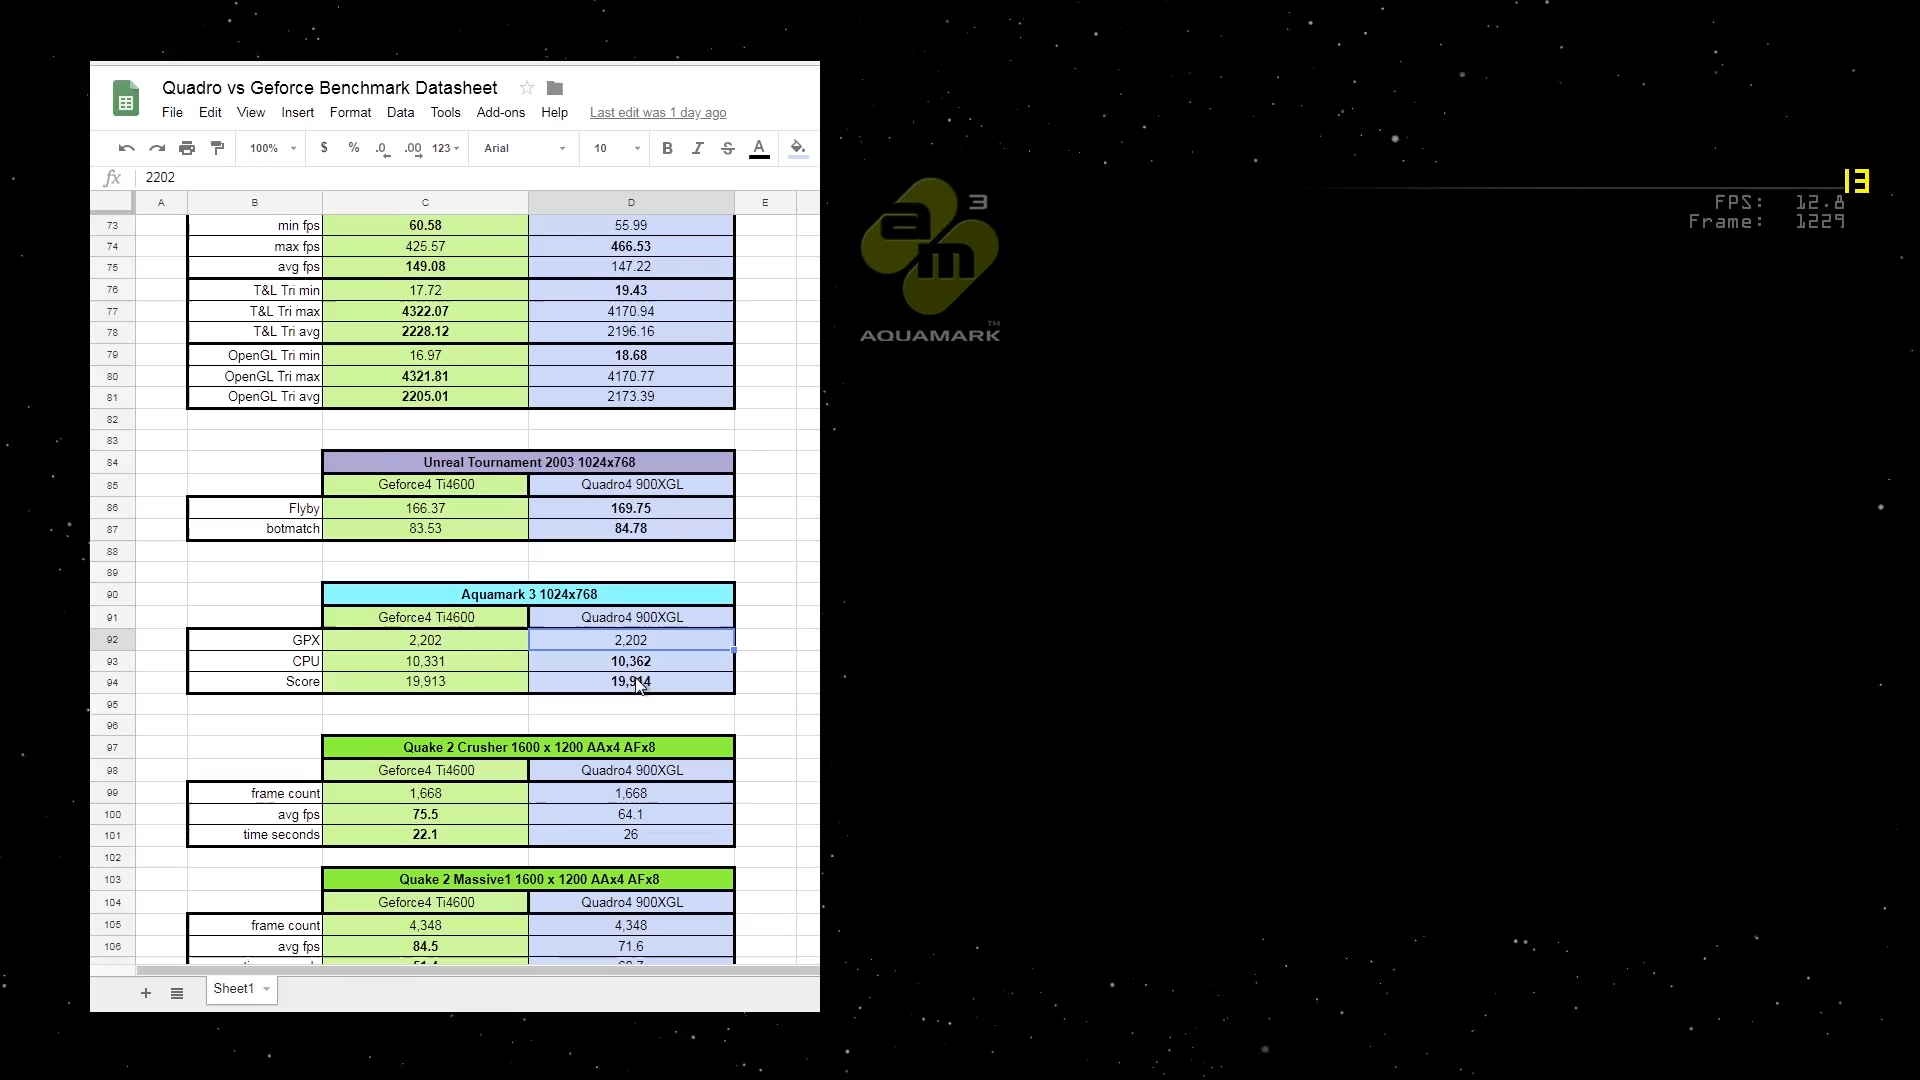 Quadro vs Geforce Benchmark Datasheet
File Edit View Insert Format Data Tools Add-ons Help Last edit was 1 day ago
100% $ % .0 .00 123 Arial 10 B I S A
fx 2202
A B C D E
73 min fps 60.58 55.99
74 max fps 425.57 466.53
75 avg fps 149.08 147.22
76 T&L Tri min 17.72 19.43
77 T&L Tri max 4322.07 4170.94
78 T&L Tri avg 2228.12 2196.16
79 OpenGL Tri min 16.97 18.68
80 OpenGL Tri max 4321.81 4170.77
81 OpenGL Tri avg 2205.01 2173.39
82
83
84 Unreal Tournament 2003 1024x768
85 Geforce4 Ti4600 Quadro4 900XGL
86 Flyby 166.37 169.75
87 botmatch 83.53 84.78
88
89
90 Aquamark 3 1024x768
91 Geforce4 Ti4600 Quadro4 900XGL
92 GPX 2,202 2,202
93 CPU 10,331 10,362
94 Score 19,913 19,914
95
96
97 Quake 2 Crusher 1600 x 1200 AAx4 AFx8
98 Geforce4 Ti4600 Quadro4 900XGL
99 frame count 1,668 1,668
100 avg fps 75.5 64.1
101 time seconds 22.1 26
102
103 Quake 2 Massive1 1600 x 1200 AAx4 AFx8
104 Geforce4 Ti4600 Quadro4 900XGL
105 frame count 4,348 4,348
106 avg fps 84.5 71.6
Sheet1
am3
AQUAMARK™
13
FPS: 12.8
Frame: 1229